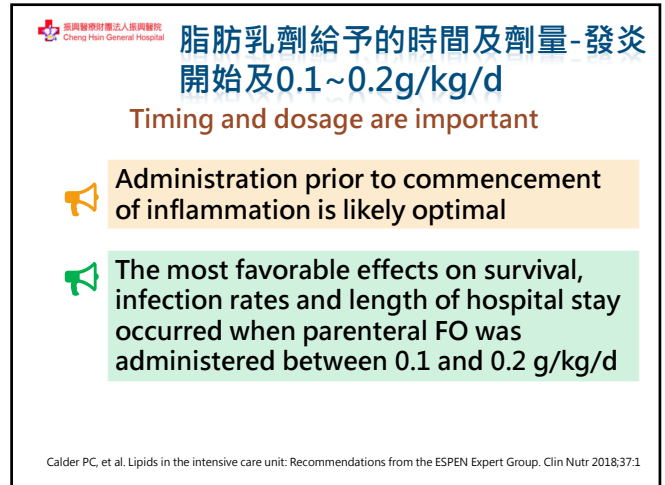 振興醫療財團法人振興醫院
Cheng Hsin General Hospital
脂肪乳劑給予的時間及劑量-發炎
開始及0.1~0.2g/kg/d
Timing and dosage are important
Administration prior to commencement
of inflammation is likely optimal
The most favorable effects on survival,
infection rates and length of hospital stay
occurred when parenteral FO was
administered between 0.1 and 0.2 g/kg/d
Calder PC, et al. Lipids in the intensive care unit: Recommendations from the ESPEN Expert Group. Clin Nutr 2018;37:1